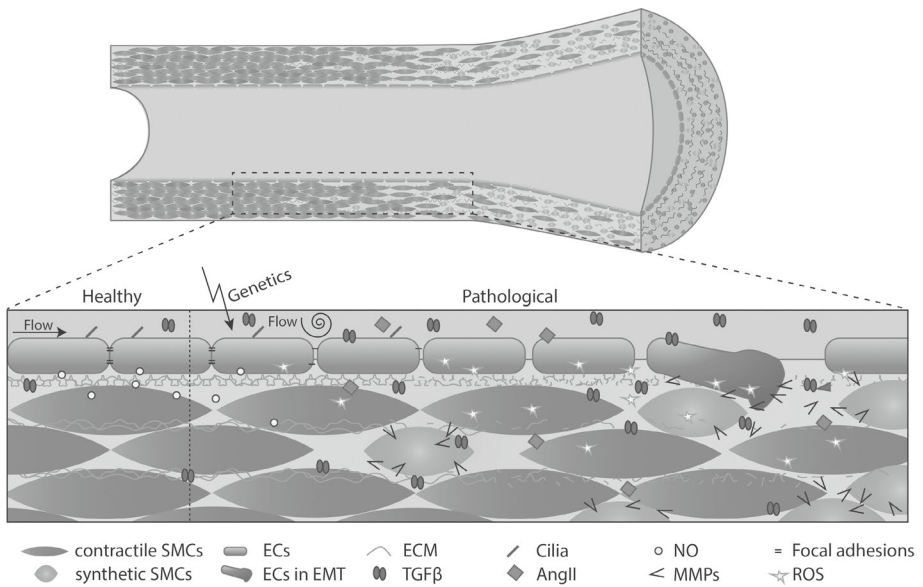 Genetics
Healthy
Pathological
Flow
Flow
contractile SMCs
ECs
ECM
Cilia
NO
Focal adhesions
synthetic SMCs
ECs in EMT
TGFβ
AngII
MMPs
ROS